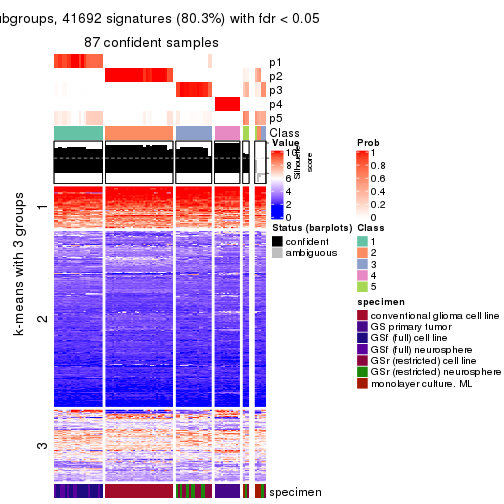 ubgroups, 41692 signatures (80.3%) with fdr < 0.05
87 confident samples
p1
p2
p3
p4
p5
Class
Silhouette
score
k-means with 3 groups
1
2
3
specimen
Value
10
8
6
4
2
0
Prob
1
0.8
0.6
0.4
0.2
0
Status (barplots)
confident
ambiguous
Class
1
2
3
4
5
specimen
conventional glioma cell line
GS primary tumor
GSf (full) cell line
GSf (full) neurosphere
GSr (restricted) cell line
GSr (restricted) neurosphere
monolayer culture. ML